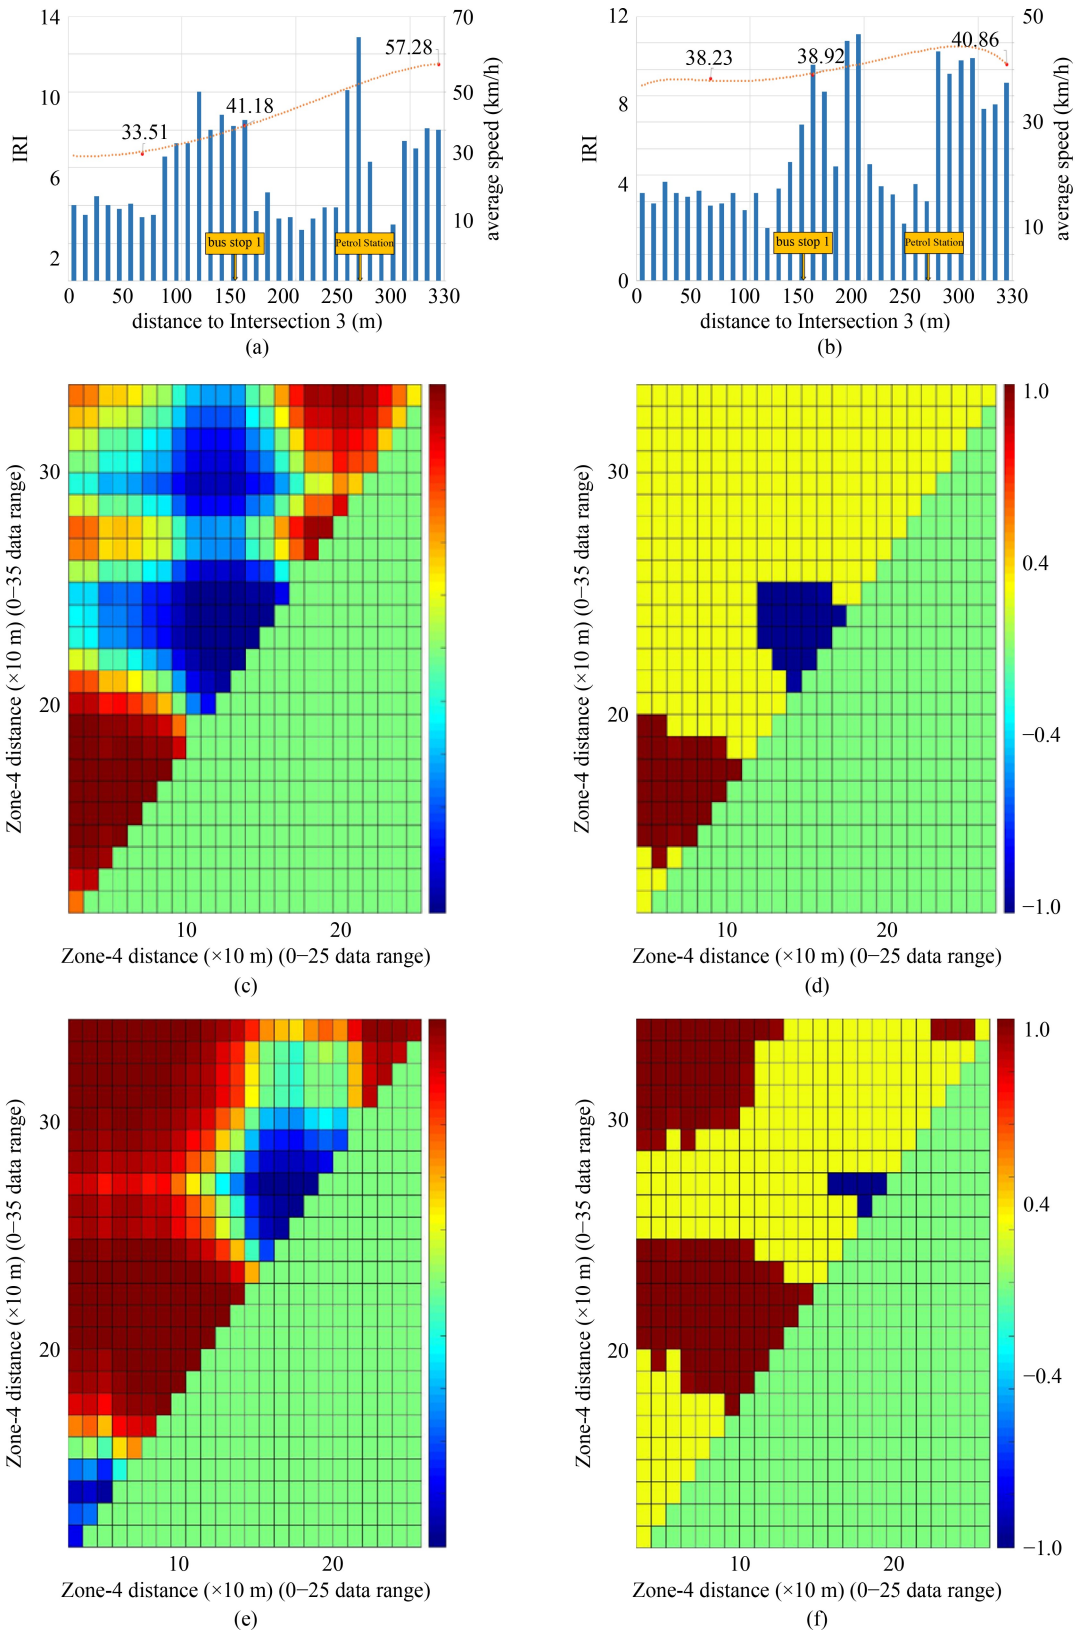 14
10
6
2
IRI
70
50
30
10
average speed (km/h)
33.51
41.18
57.28
bus stop 1
Petrol Station
0 50 100 150 200 250 300 330
distance to Intersection 3 (m)
(a)
12
8
4
0
IRI
50
30
10
average speed (km/h)
38.23
38.92
40.86
bus stop 1
Petrol Station
0 50 100 150 200 250 300 330
distance to Intersection 3 (m)
(b)
Zone-4 distance (×10 m) (0−35 data range)
30
20
10 20
Zone-4 distance (×10 m) (0−25 data range)
(c)
Zone-4 distance (×10 m) (0−35 data range)
30
20
10 20
1.0
0.4
−0.4
−1.0
Zone-4 distance (×10 m) (0−25 data range)
(d)
Zone-4 distance (×10 m) (0−35 data range)
30
20
10 20
Zone-4 distance (×10 m) (0−25 data range)
(e)
Zone-4 distance (×10 m) (0−35 data range)
30
20
10 20
1.0
0.4
−0.4
−1.0
Zone-4 distance (×10 m) (0−25 data range)
(f)